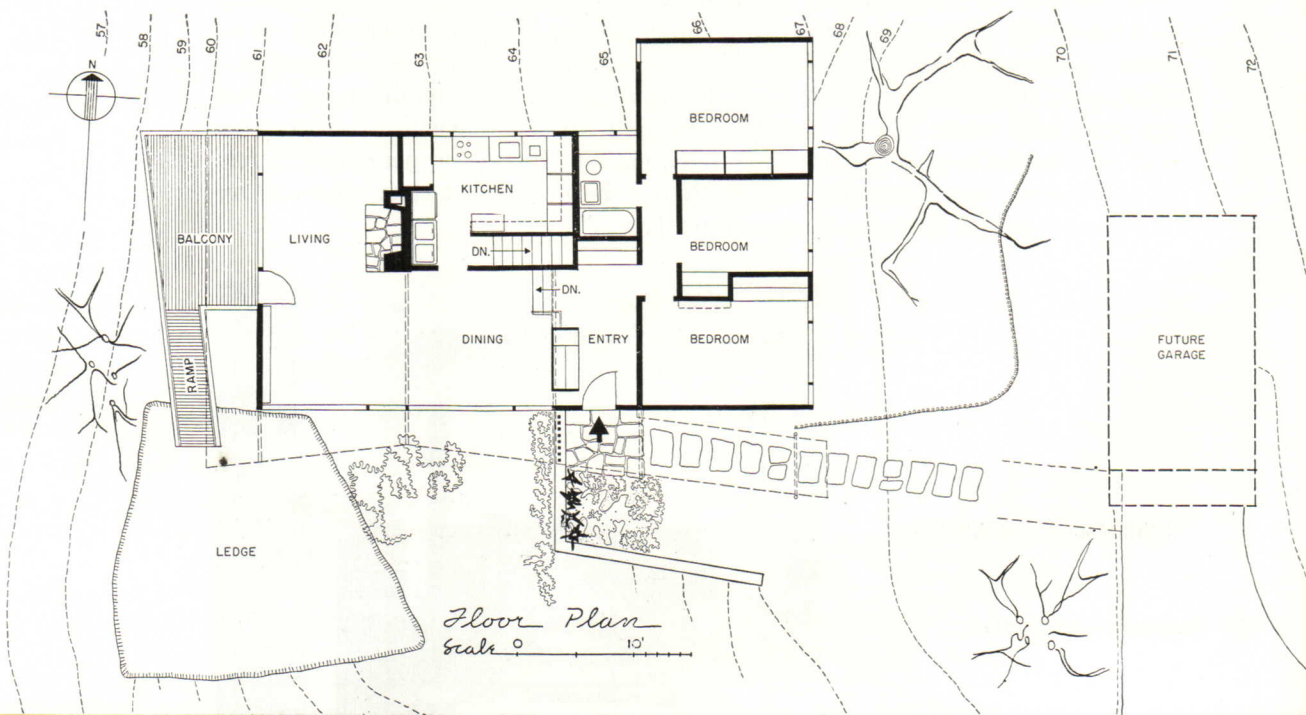 57
58
59
60
61
62
63
64
65
66
67
68
69
70
71
72
N
BEDROOM
KITCHEN
BALCONY
LIVING
DN.
BEDROOM
DN.
DINING
ENTRY
BEDROOM
FUTURE
GARAGE
RAMP
LEDGE
Floor Plan
Scale 0 10'